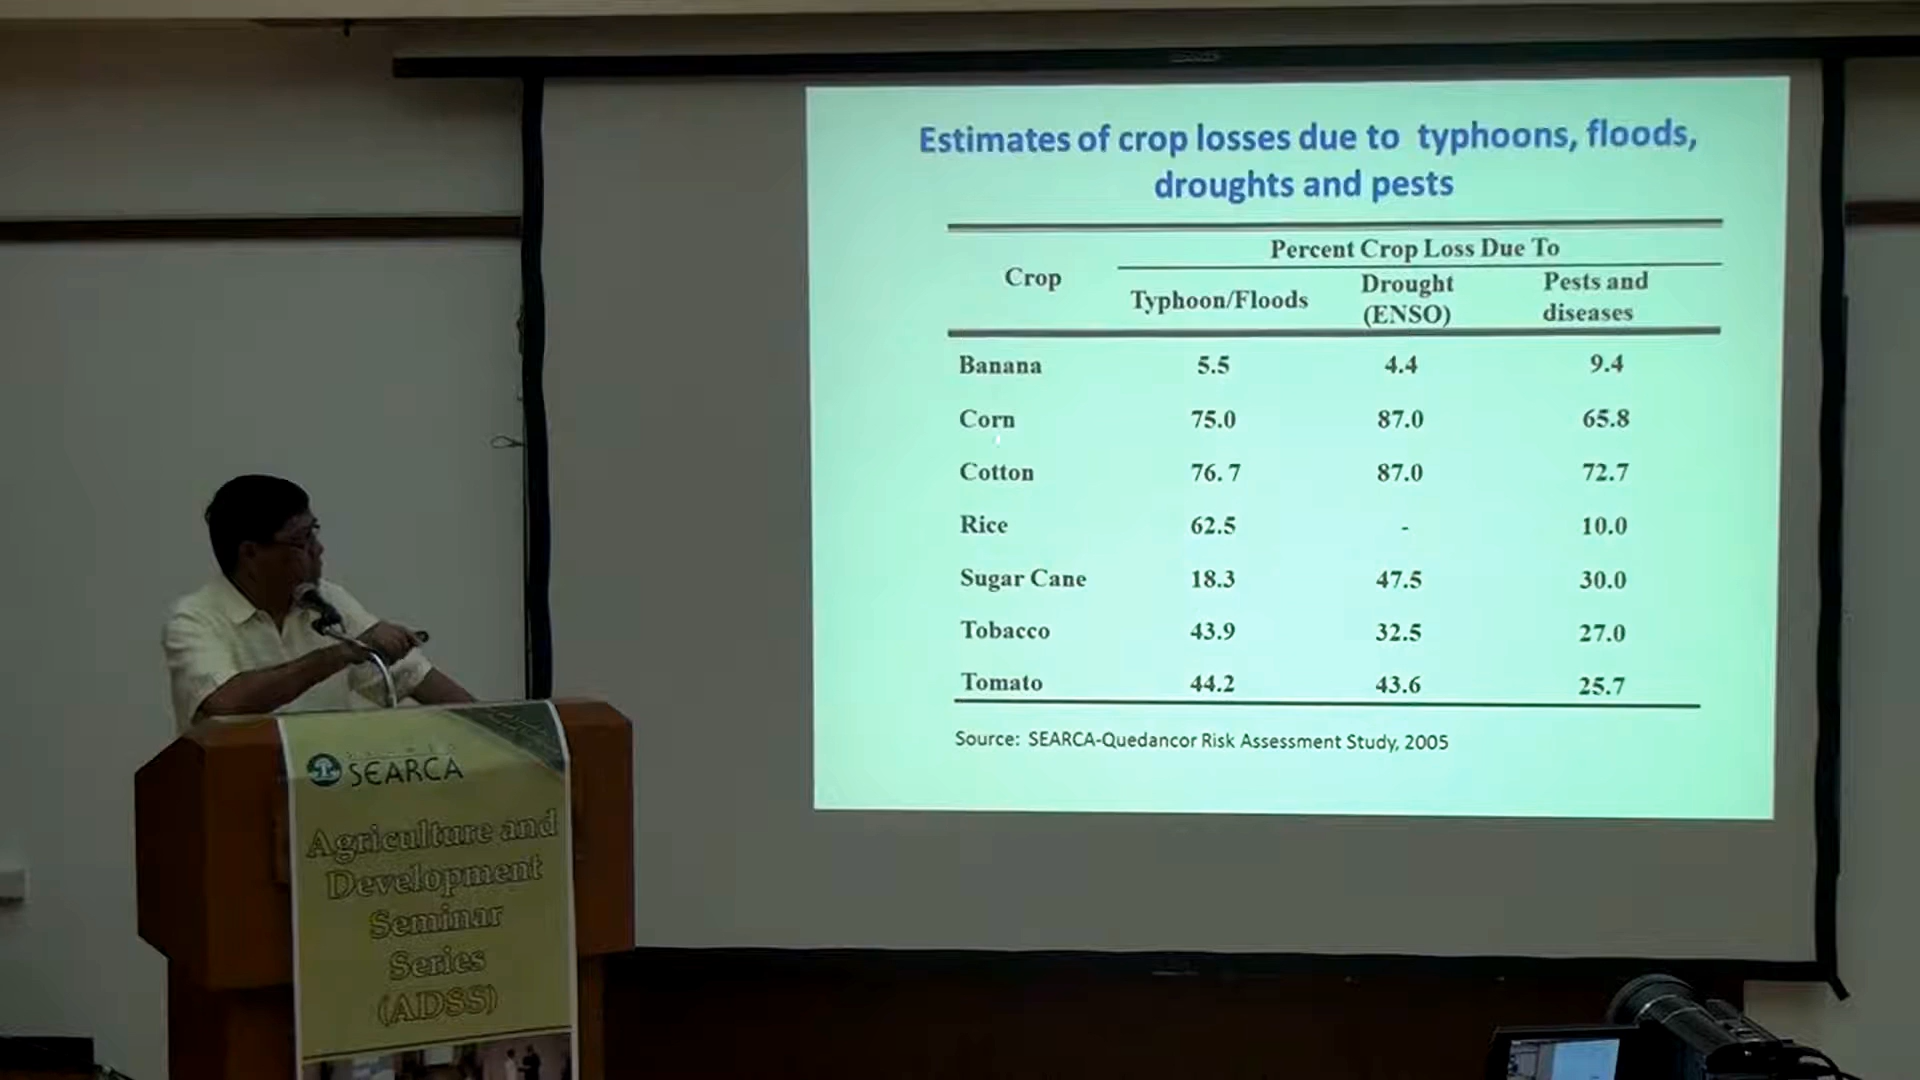 Estimates of crop losses due to typhoons, floods,
droughts and pests
Percent Crop Loss Due To
Crop
Typhoon/Floods
Drought
(ENSO)
Pests and
diseases
Banana 5.5 4.4 9.4
Corn 75.0 87.0 65.8
Cotton 76. 7 87.0 72.7
Rice 62.5 - 10.0
Sugar Cane 18.3 47.5 30.0
Tobacco 43.9 32.5 27.0
Tomato 44.2 43.6 25.7
Source: SEARCA-Quedancor Risk Assessment Study, 2005
SEARCA
Agriculture and
Development
Seminar
Series
(ADSS)